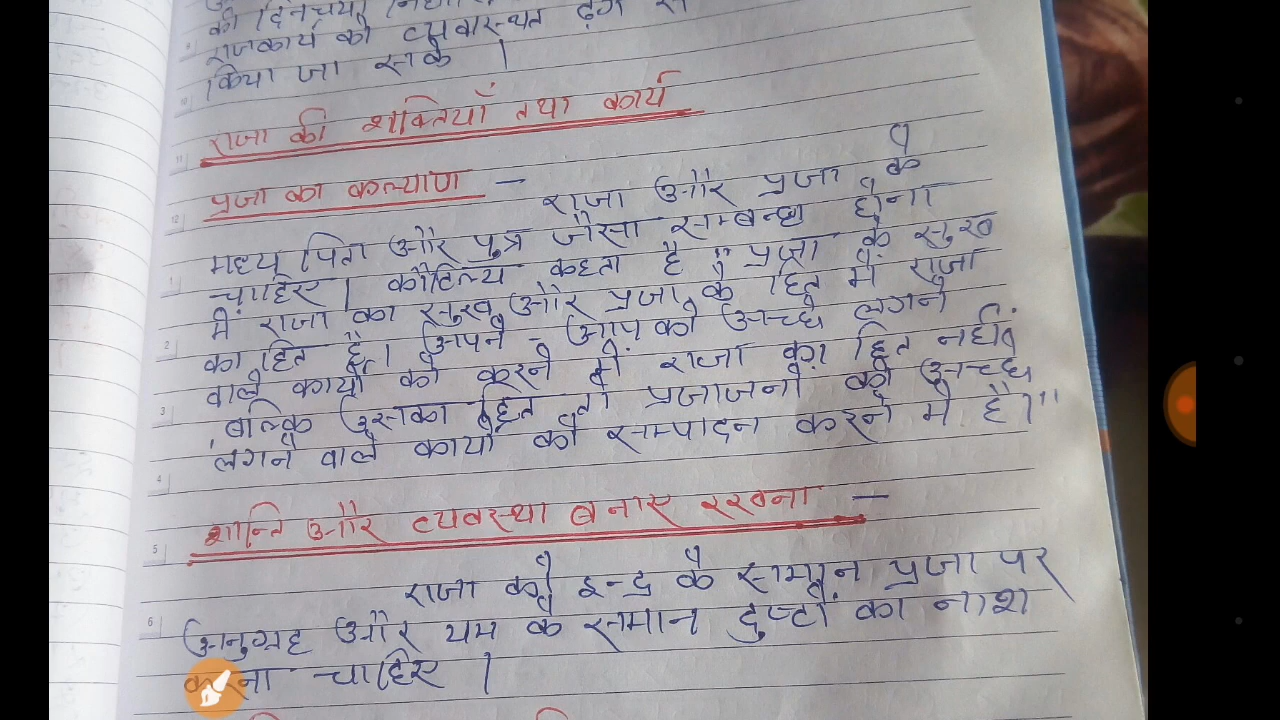 की दिनचर्या
राजकार्य को व्यवस्थित ढंग से
किया जा सके ।
राजा की शक्तियाँ तथा कार्य
प्रजा का कल्याण —
राजा और प्रजा के
मध्य पिता और पुत्र जैसा सम्बन्ध होना
चाहिए । कौटिल्य कहता है " प्रजा के सुख
में राजा का सुख और प्रजा के हित में राजा
का हित है । अपने - आप को अच्छे लगने
वाले कार्यों को करने में राजा का हित नहीं,
बल्कि उसका हित तो प्रजाजनों को अच्छे
लगने वाले कार्यों को सम्पादन करने में है ।"
शान्ति और व्यवस्था बनाए रखना —
राजा को इन्द्र के समान प्रजा पर
अनुग्रह और यम के समान दुष्टों का नाश
करना चाहिए ।